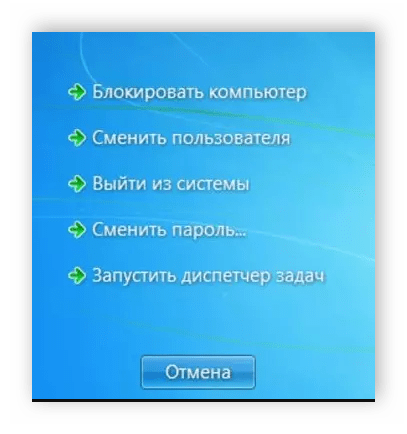 Блокировать компьютер
Сменить пользователя
Выйти из системы
Сменить пароль...
Запустить диспетчер задач
Отмена